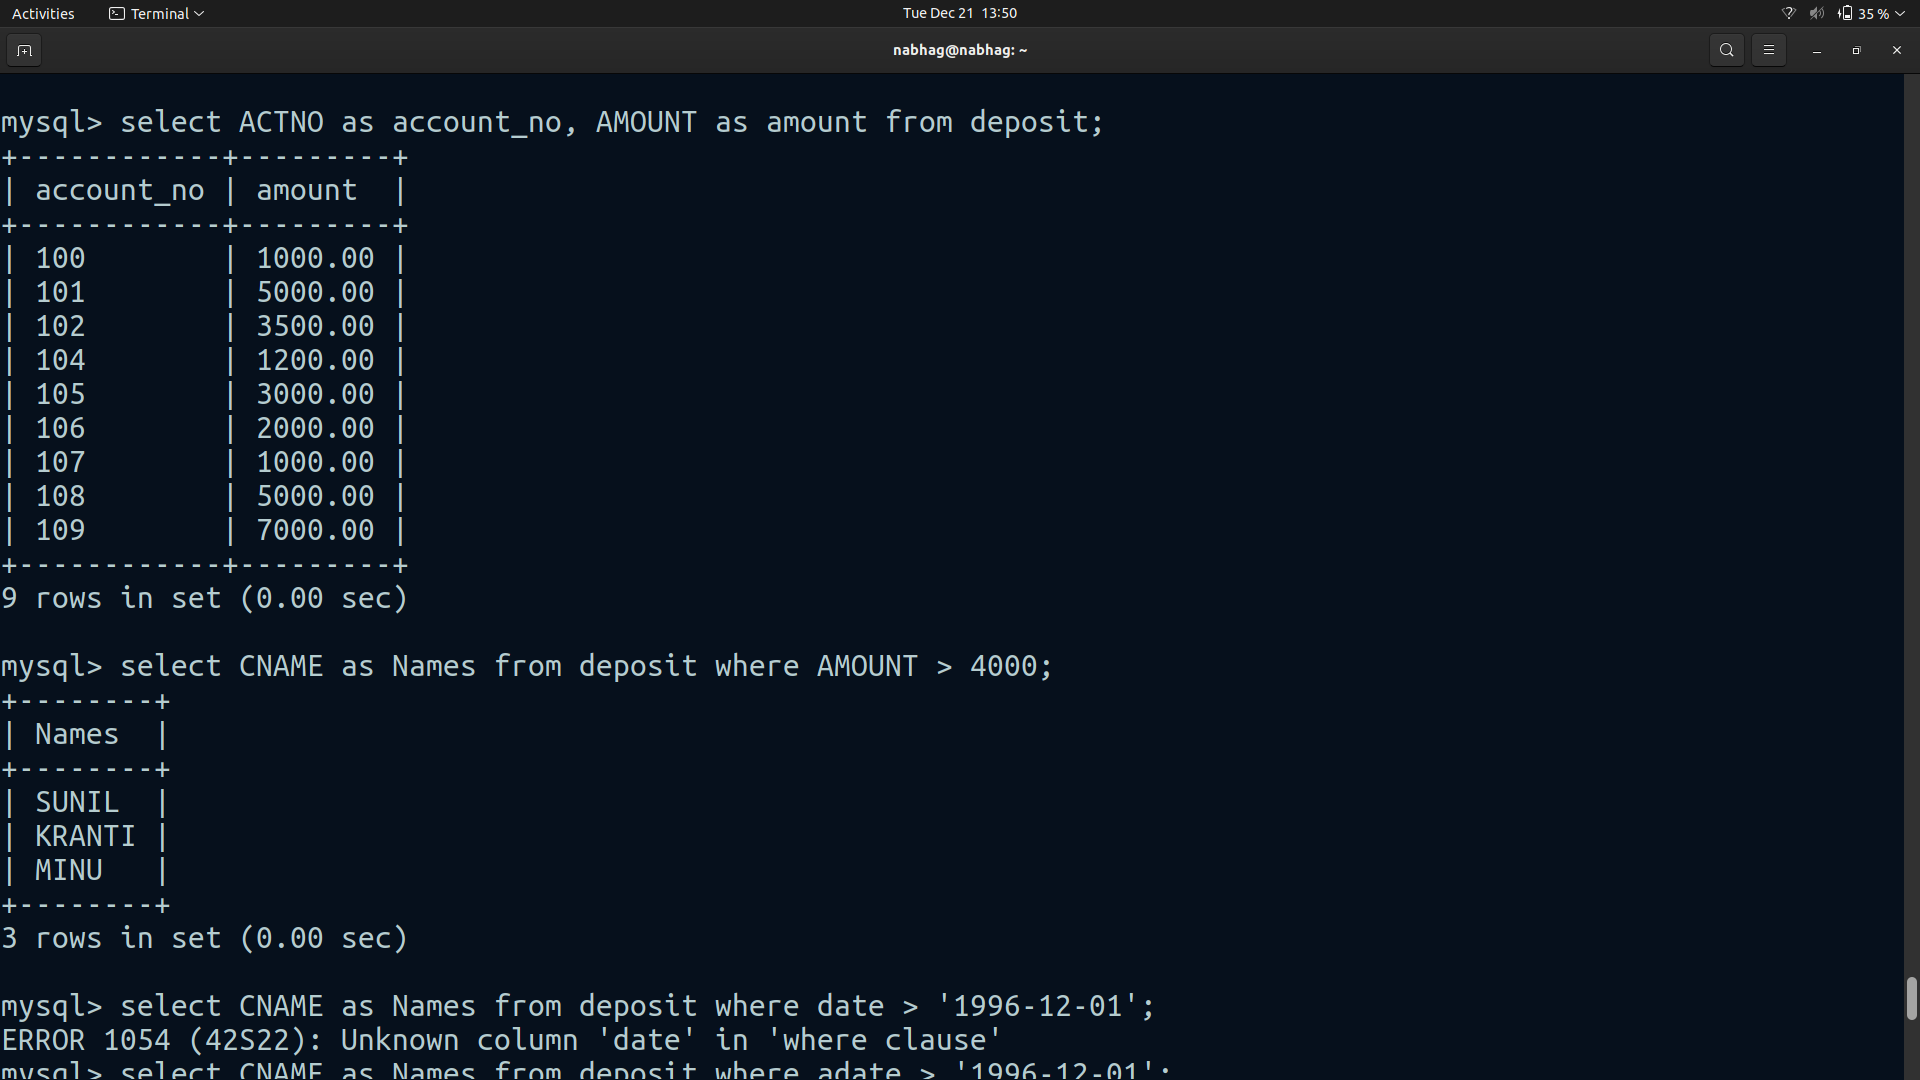 Activities Terminal Tue Dec 21 13:50 35 %
nabhag@nabhag: ~
mysql> select ACTNO as account_no, AMOUNT as amount from deposit;
+------------+---------+
| account_no | amount  |
+------------+---------+
| 100        | 1000.00 |
| 101        | 5000.00 |
| 102        | 3500.00 |
| 104        | 1200.00 |
| 105        | 3000.00 |
| 106        | 2000.00 |
| 107        | 1000.00 |
| 108        | 5000.00 |
| 109        | 7000.00 |
+------------+---------+
9 rows in set (0.00 sec)
mysql> select CNAME as Names from deposit where AMOUNT > 4000;
+--------+
| Names  |
+--------+
| SUNIL  |
| KRANTI |
| MINU   |
+--------+
3 rows in set (0.00 sec)
mysql> select CNAME as Names from deposit where date > '1996-12-01';
ERROR 1054 (42S22): Unknown column 'date' in 'where clause'
mysql> select CNAME as Names from deposit where adate > '1996-12-01';